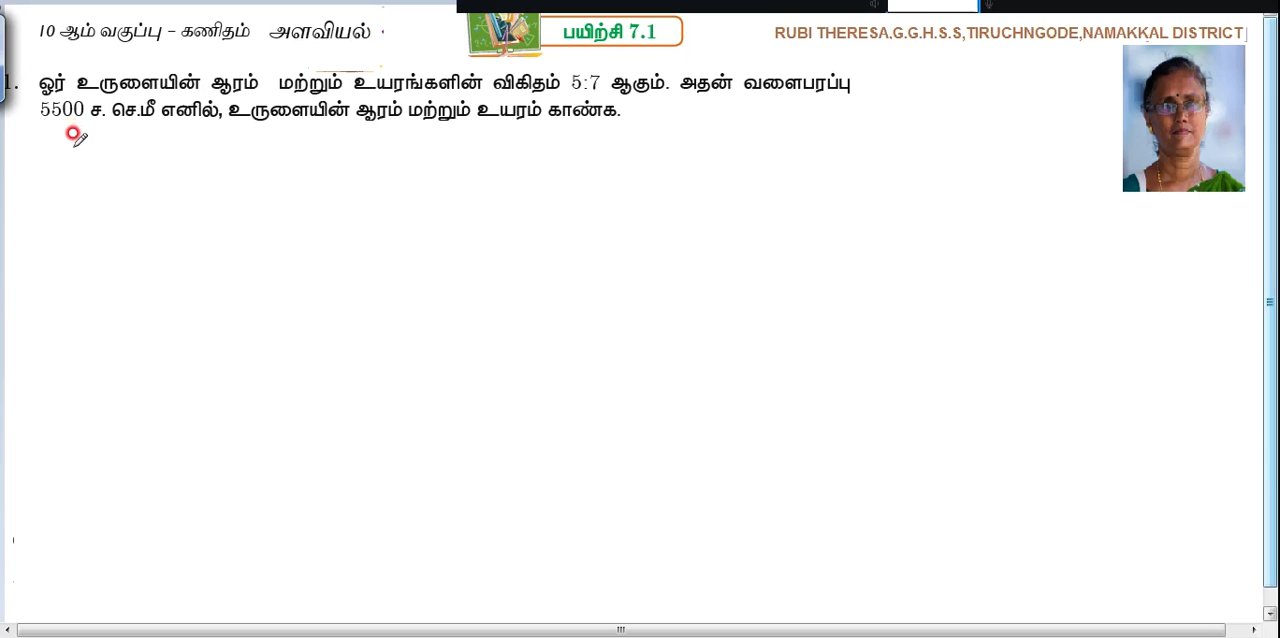 10 ஆம் வகுப்பு - கணிதம் அளவியல்
பயிற்சி 7.1
RUBI THERESA,G.G.H.S.S,TIRUCHNGODE,NAMAKKAL DISTRICT
1. ஓர் உருளையின் ஆரம் மற்றும் உயரங்களின் விகிதம் 5:7 ஆகும். அதன் வளைபரப்பு
5500 ச. செ.மீ எனில், உருளையின் ஆரம் மற்றும் உயரம் காண்க.